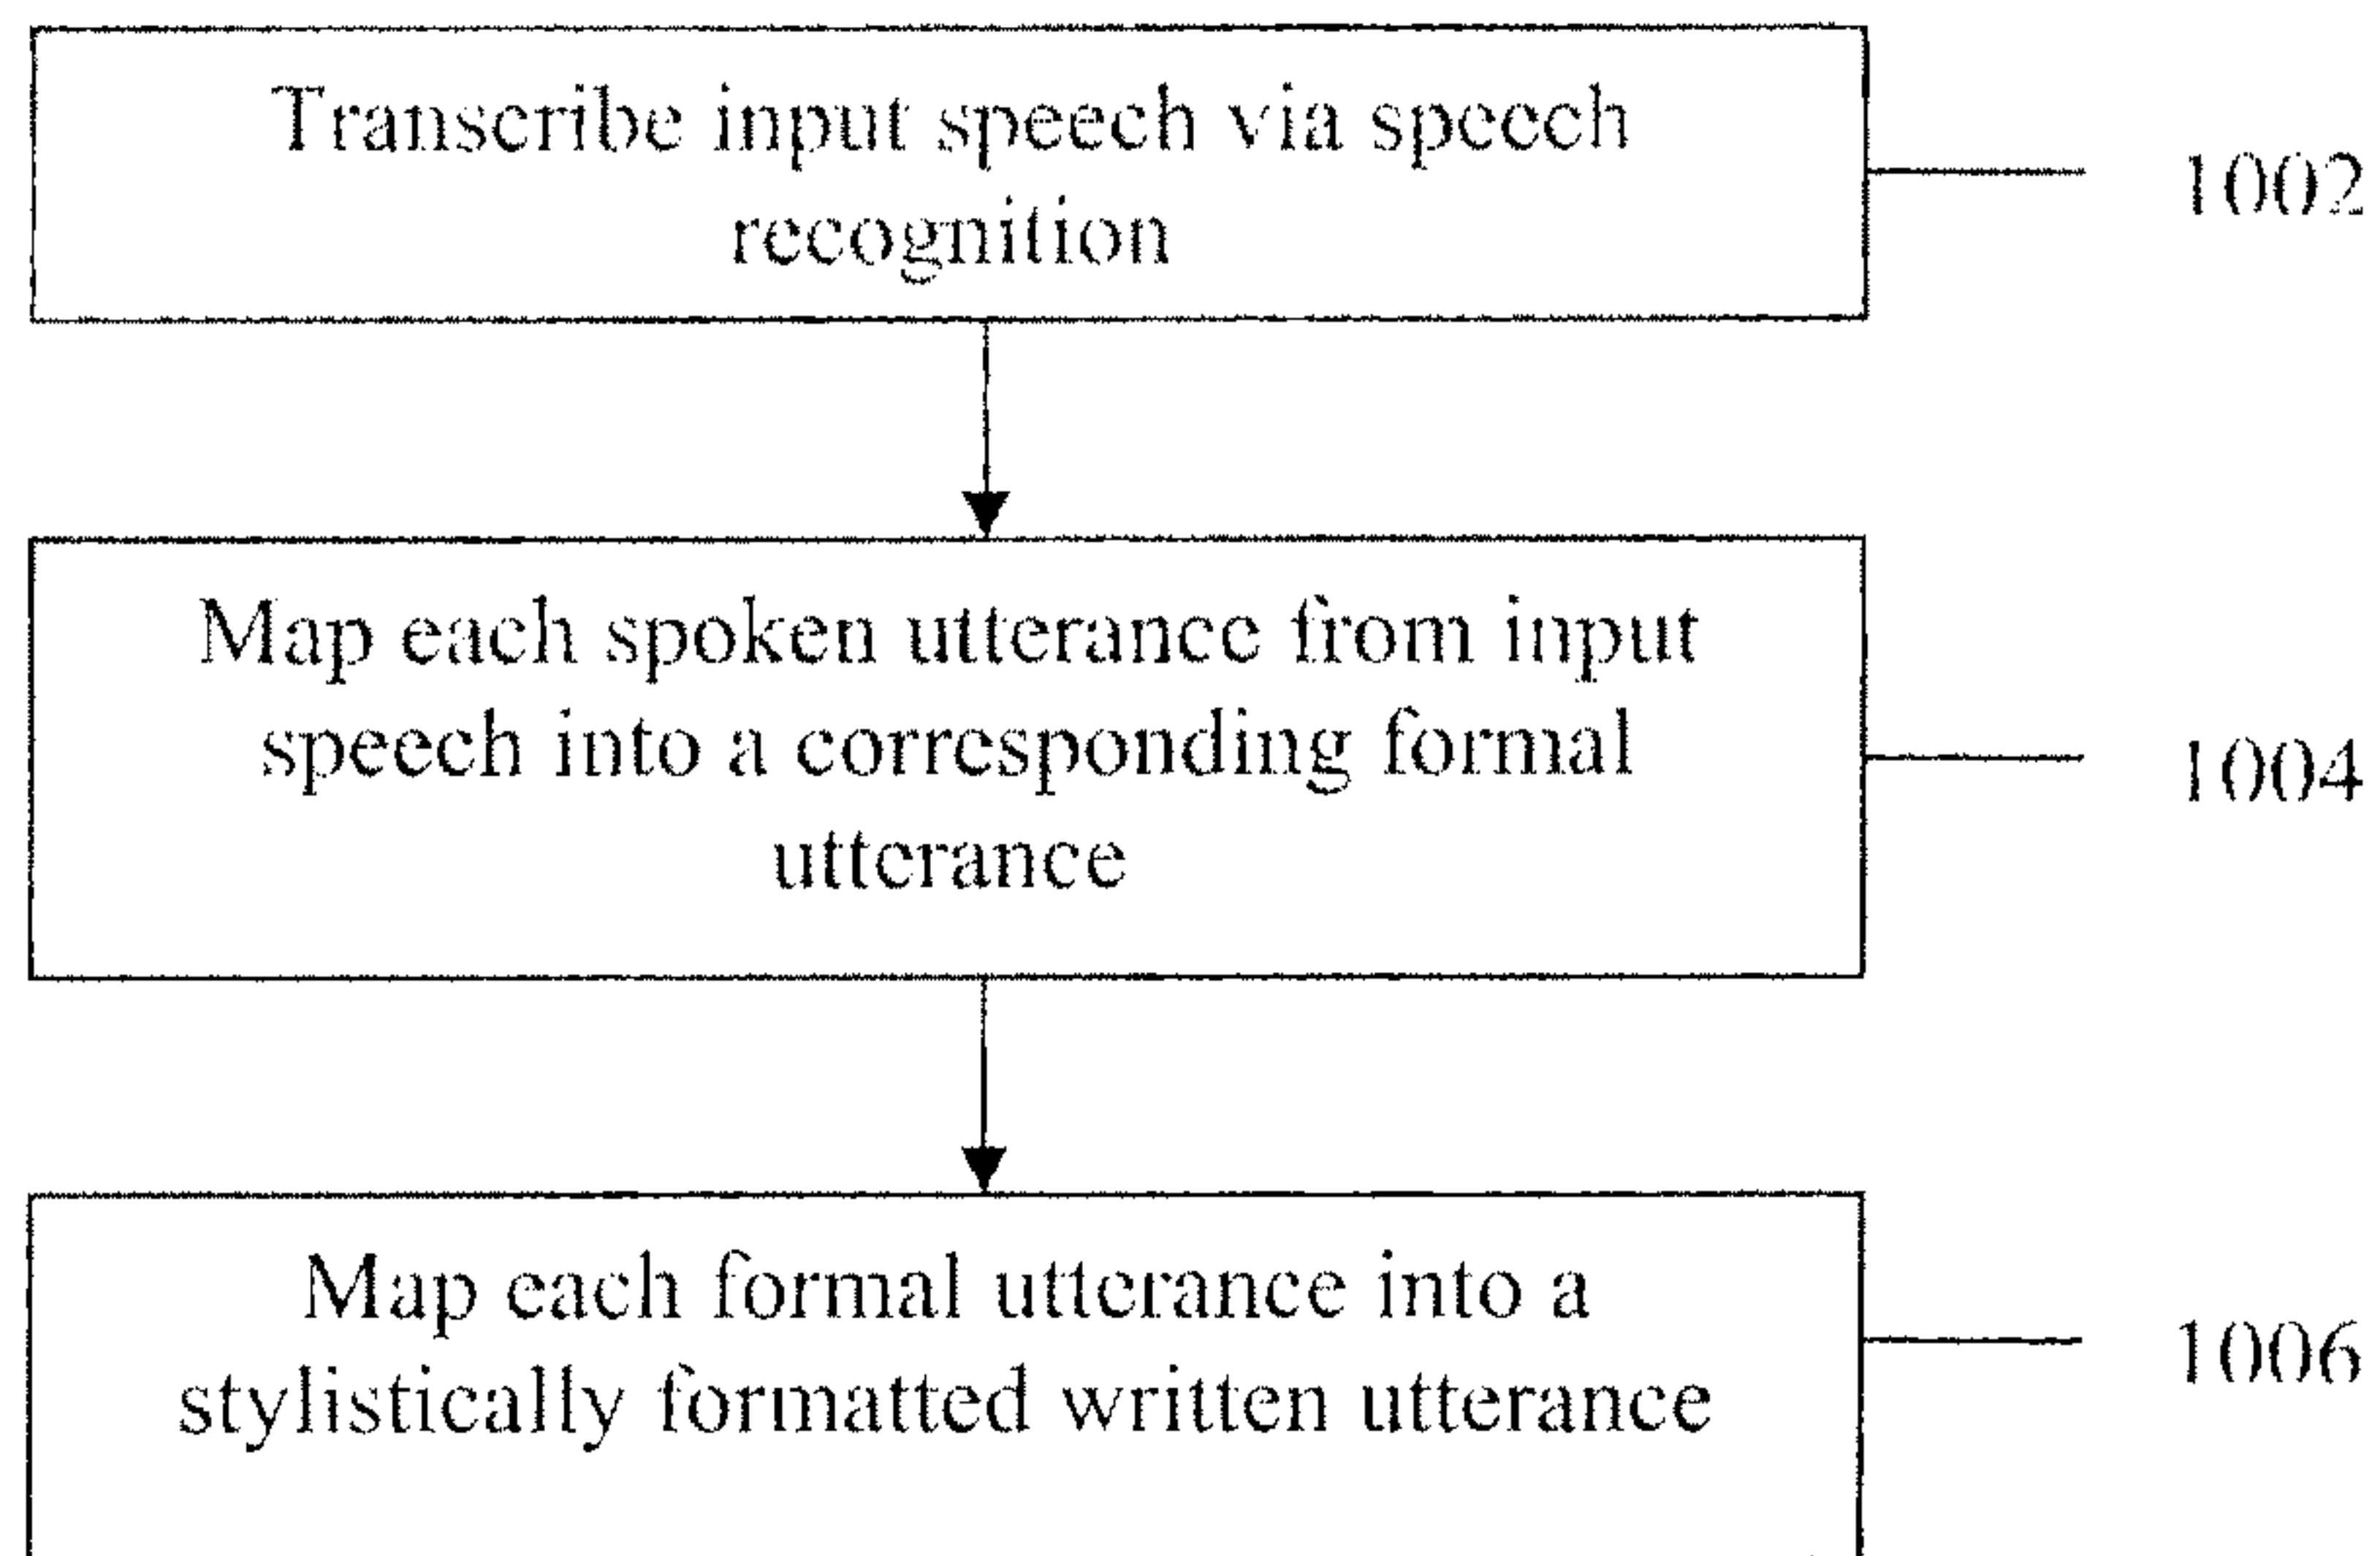 Transcribe input speech via speech
recognition
1002
Map each spoken utterance from input
speech into a corresponding formal
utterance
1004
Map each formal utterance into a
stylistically formatted written utterance
1006